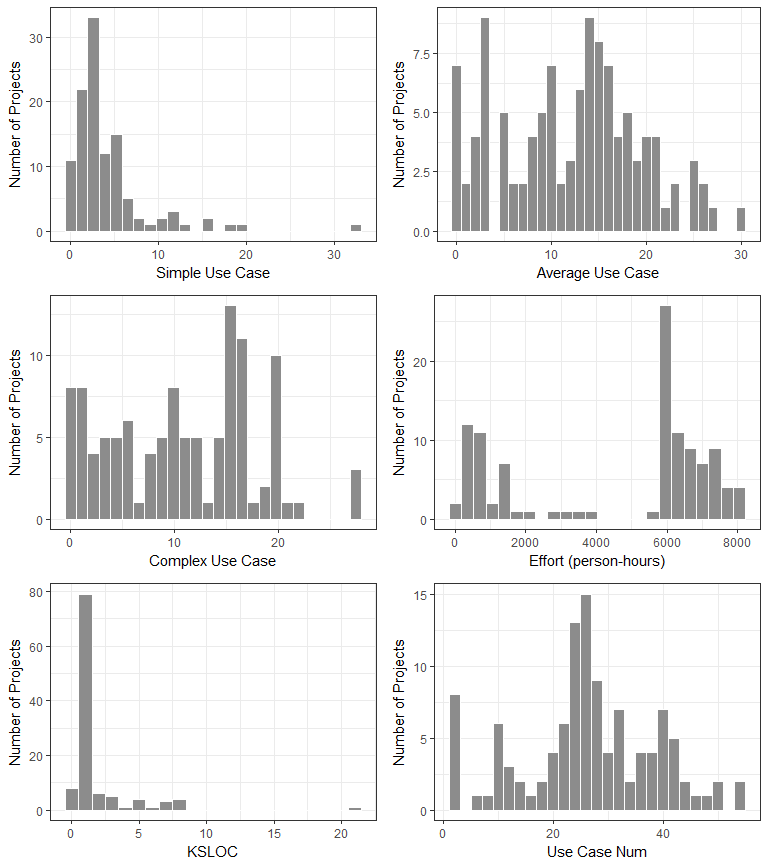 Number of Projects
30
20
10
0
0 10 20 30
Simple Use Case
Number of Projects
7.5
5.0
2.5
0.0
0 10 20 30
Average Use Case
Number of Projects
10
5
0
0 10 20
Complex Use Case
Number of Projects
20
10
0
0 2000 4000 6000 8000
Effort (person-hours)
Number of Projects
80
60
40
20
0
0 5 10 15 20
KSLOC
Number of Projects
15
10
5
0
0 20 40
Use Case Num